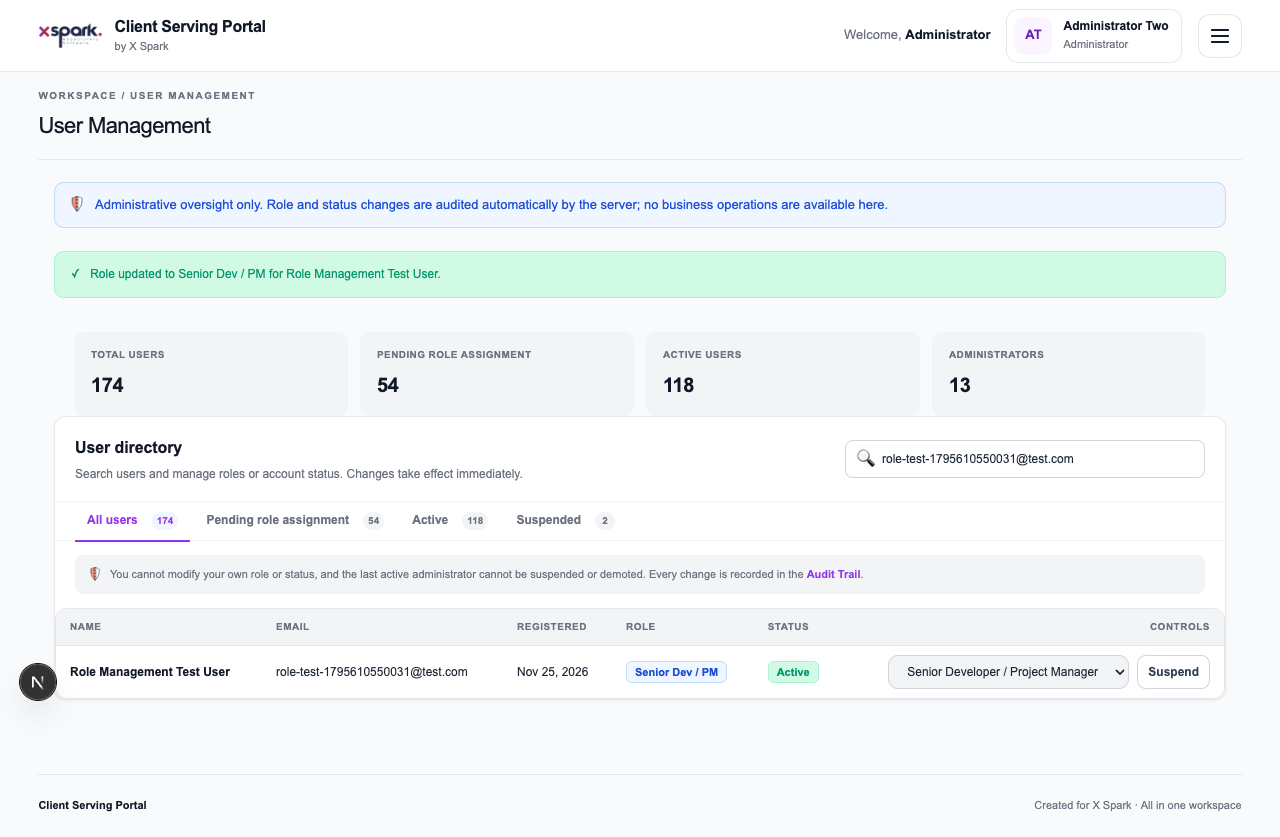 xspark.
Client Serving Portal
by X Spark
Welcome, Administrator
AT
Administrator Two
Administrator
WORKSPACE / USER MANAGEMENT
User Management
Administrative oversight only. Role and status changes are audited automatically by the server; no business operations are available here.
✓ Role updated to Senior Dev / PM for Role Management Test User.
TOTAL USERS
174
PENDING ROLE ASSIGNMENT
54
ACTIVE USERS
118
ADMINISTRATORS
13
User directory
Search users and manage roles or account status. Changes take effect immediately.
role-test-1795610550031@test.com
All users 174 Pending role assignment 54 Active 118 Suspended 2
You cannot modify your own role or status, and the last active administrator cannot be suspended or demoted. Every change is recorded in the Audit Trail.
NAME EMAIL REGISTERED ROLE STATUS CONTROLS
Role Management Test User role-test-1795610550031@test.com Nov 25, 2026 Senior Dev / PM Active Senior Developer / Project Manager Suspend
N
Client Serving Portal
Created for X Spark · All in one workspace